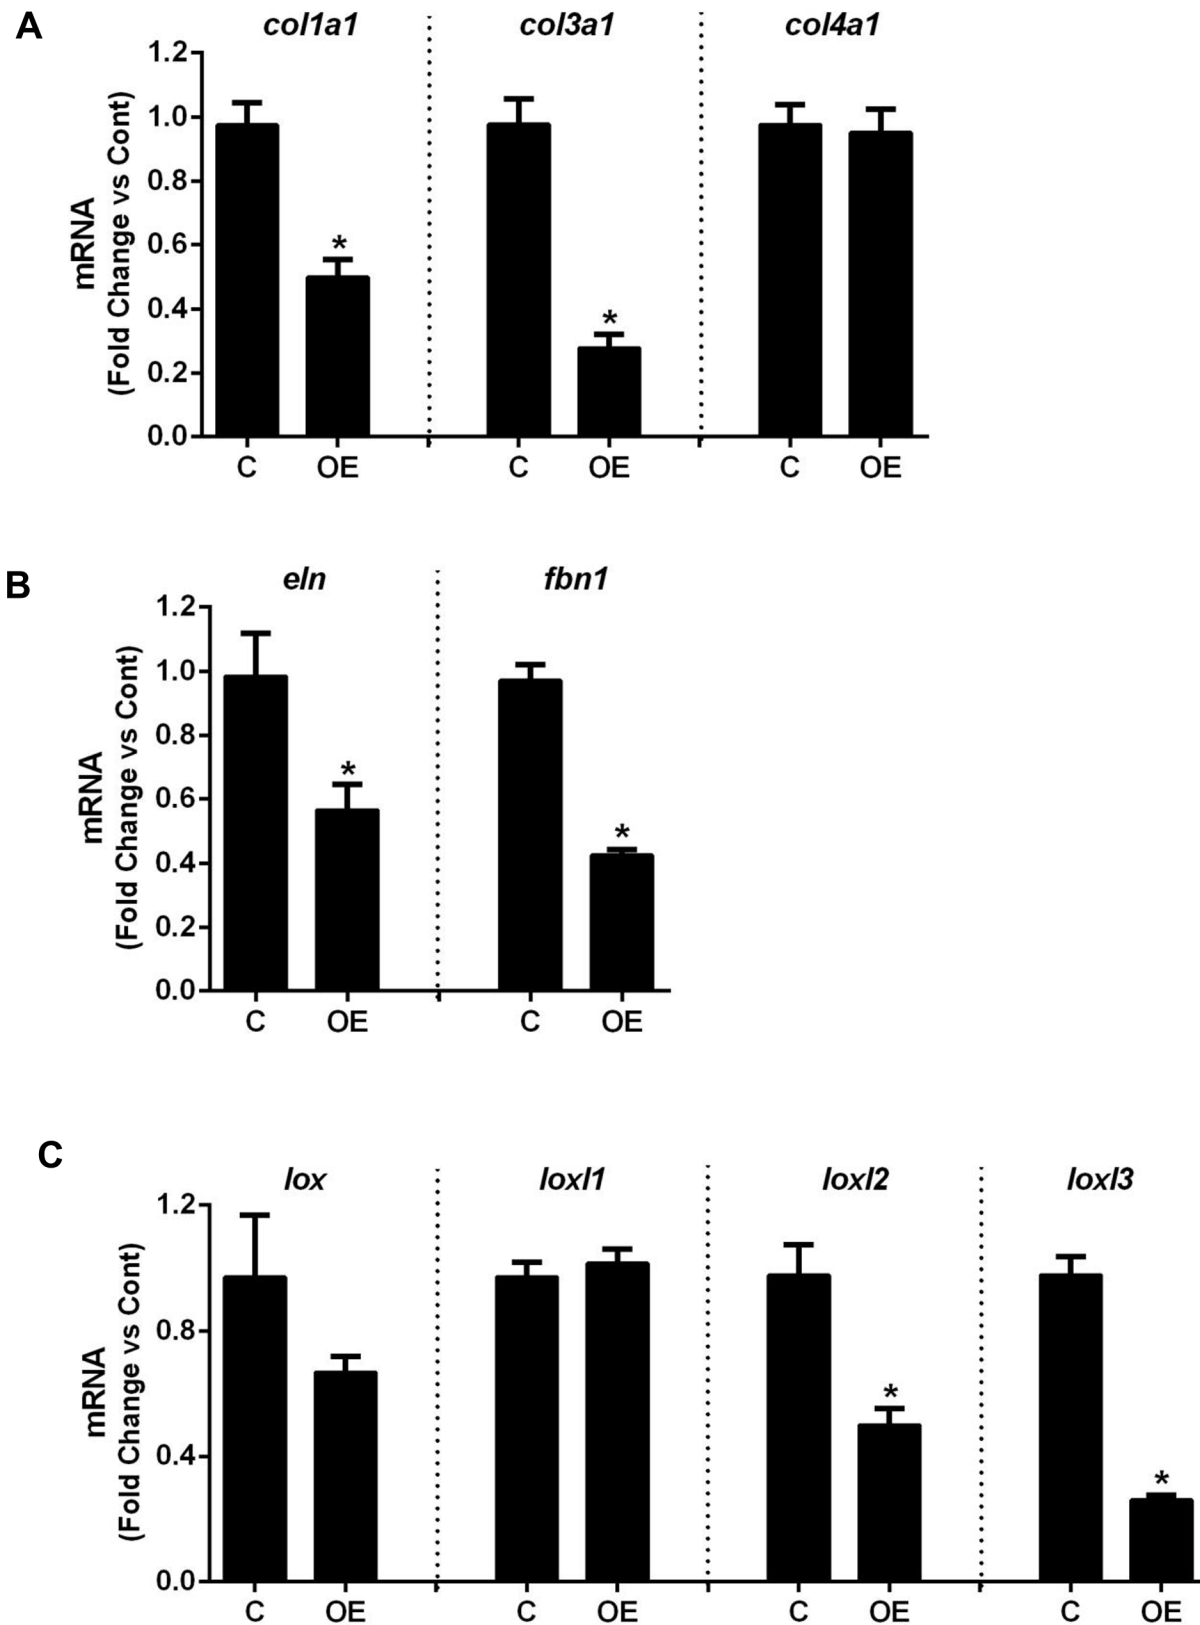 A
col1a1 col3a1 col4a1
mRNA
(Fold Change vs Cont)
1.2
1.0
0.8
0.6
0.4
0.2
0.0
*
*
C OE C OE C OE
B
eln fbn1
mRNA
(Fold Change vs Cont)
1.2
1.0
0.8
0.6
0.4
0.2
0.0
*
*
C OE C OE
C
lox loxl1 loxl2 loxl3
mRNA
(Fold Change vs Cont)
1.2
0.8
0.4
0.0
*
*
C OE C OE C OE C OE